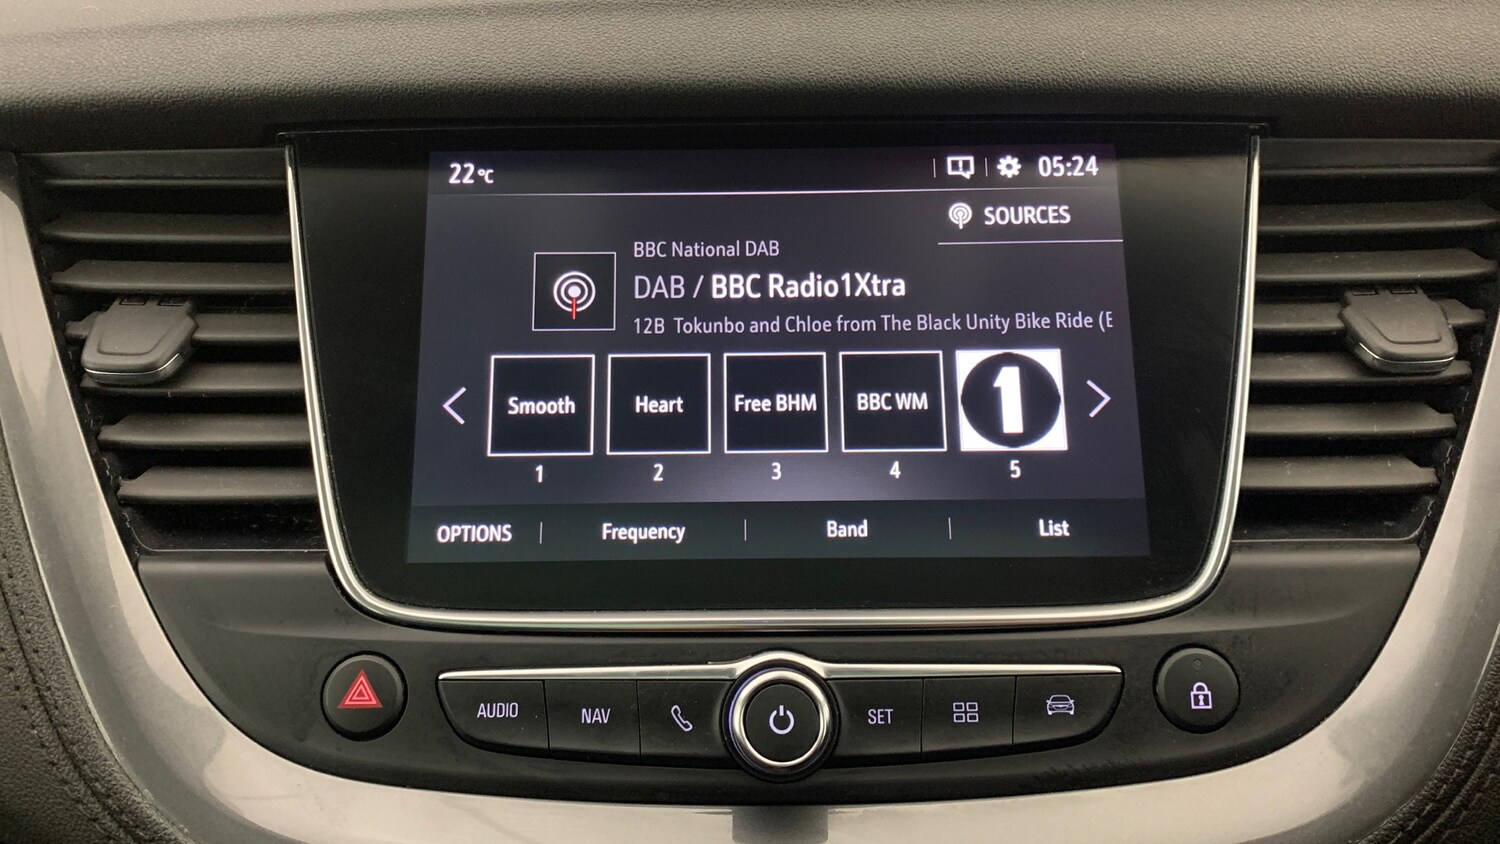 22°C 05:24
SOURCES
BBC National DAB
DAB / BBC Radio1Xtra
12B Tokunbo and Chloe from The Black Unity Bike Ride (E
Smooth Heart Free BHM BBC WM 1
1 2 3 4 5
OPTIONS Frequency Band List
AUDIO NAV SET